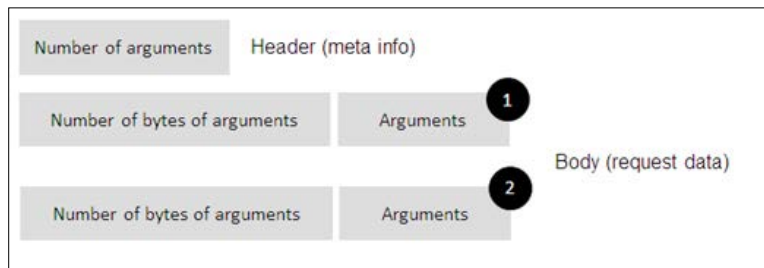 Number of arguments Header (meta info)
1
Number of bytes of arguments Arguments
Body (request data)
2
Number of bytes of arguments Arguments